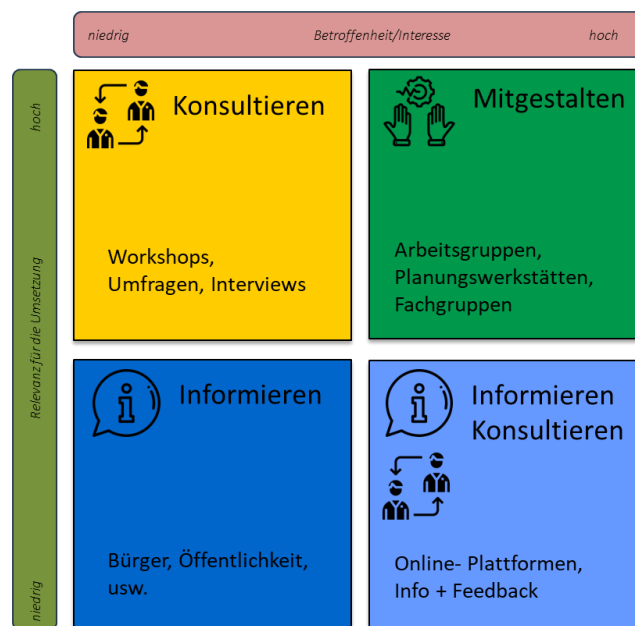 niedrig Betroffenheit/Interesse hoch
hoch
Relevanz für die Umsetzung
niedrig
Konsultieren
Workshops,
Umfragen, Interviews
Mitgestalten
Arbeitsgruppen,
Planungswerkstätten,
Fachgruppen
Informieren
Bürger, Öffentlichkeit,
usw.
Informieren
Konsultieren
Online- Plattformen,
Info + Feedback